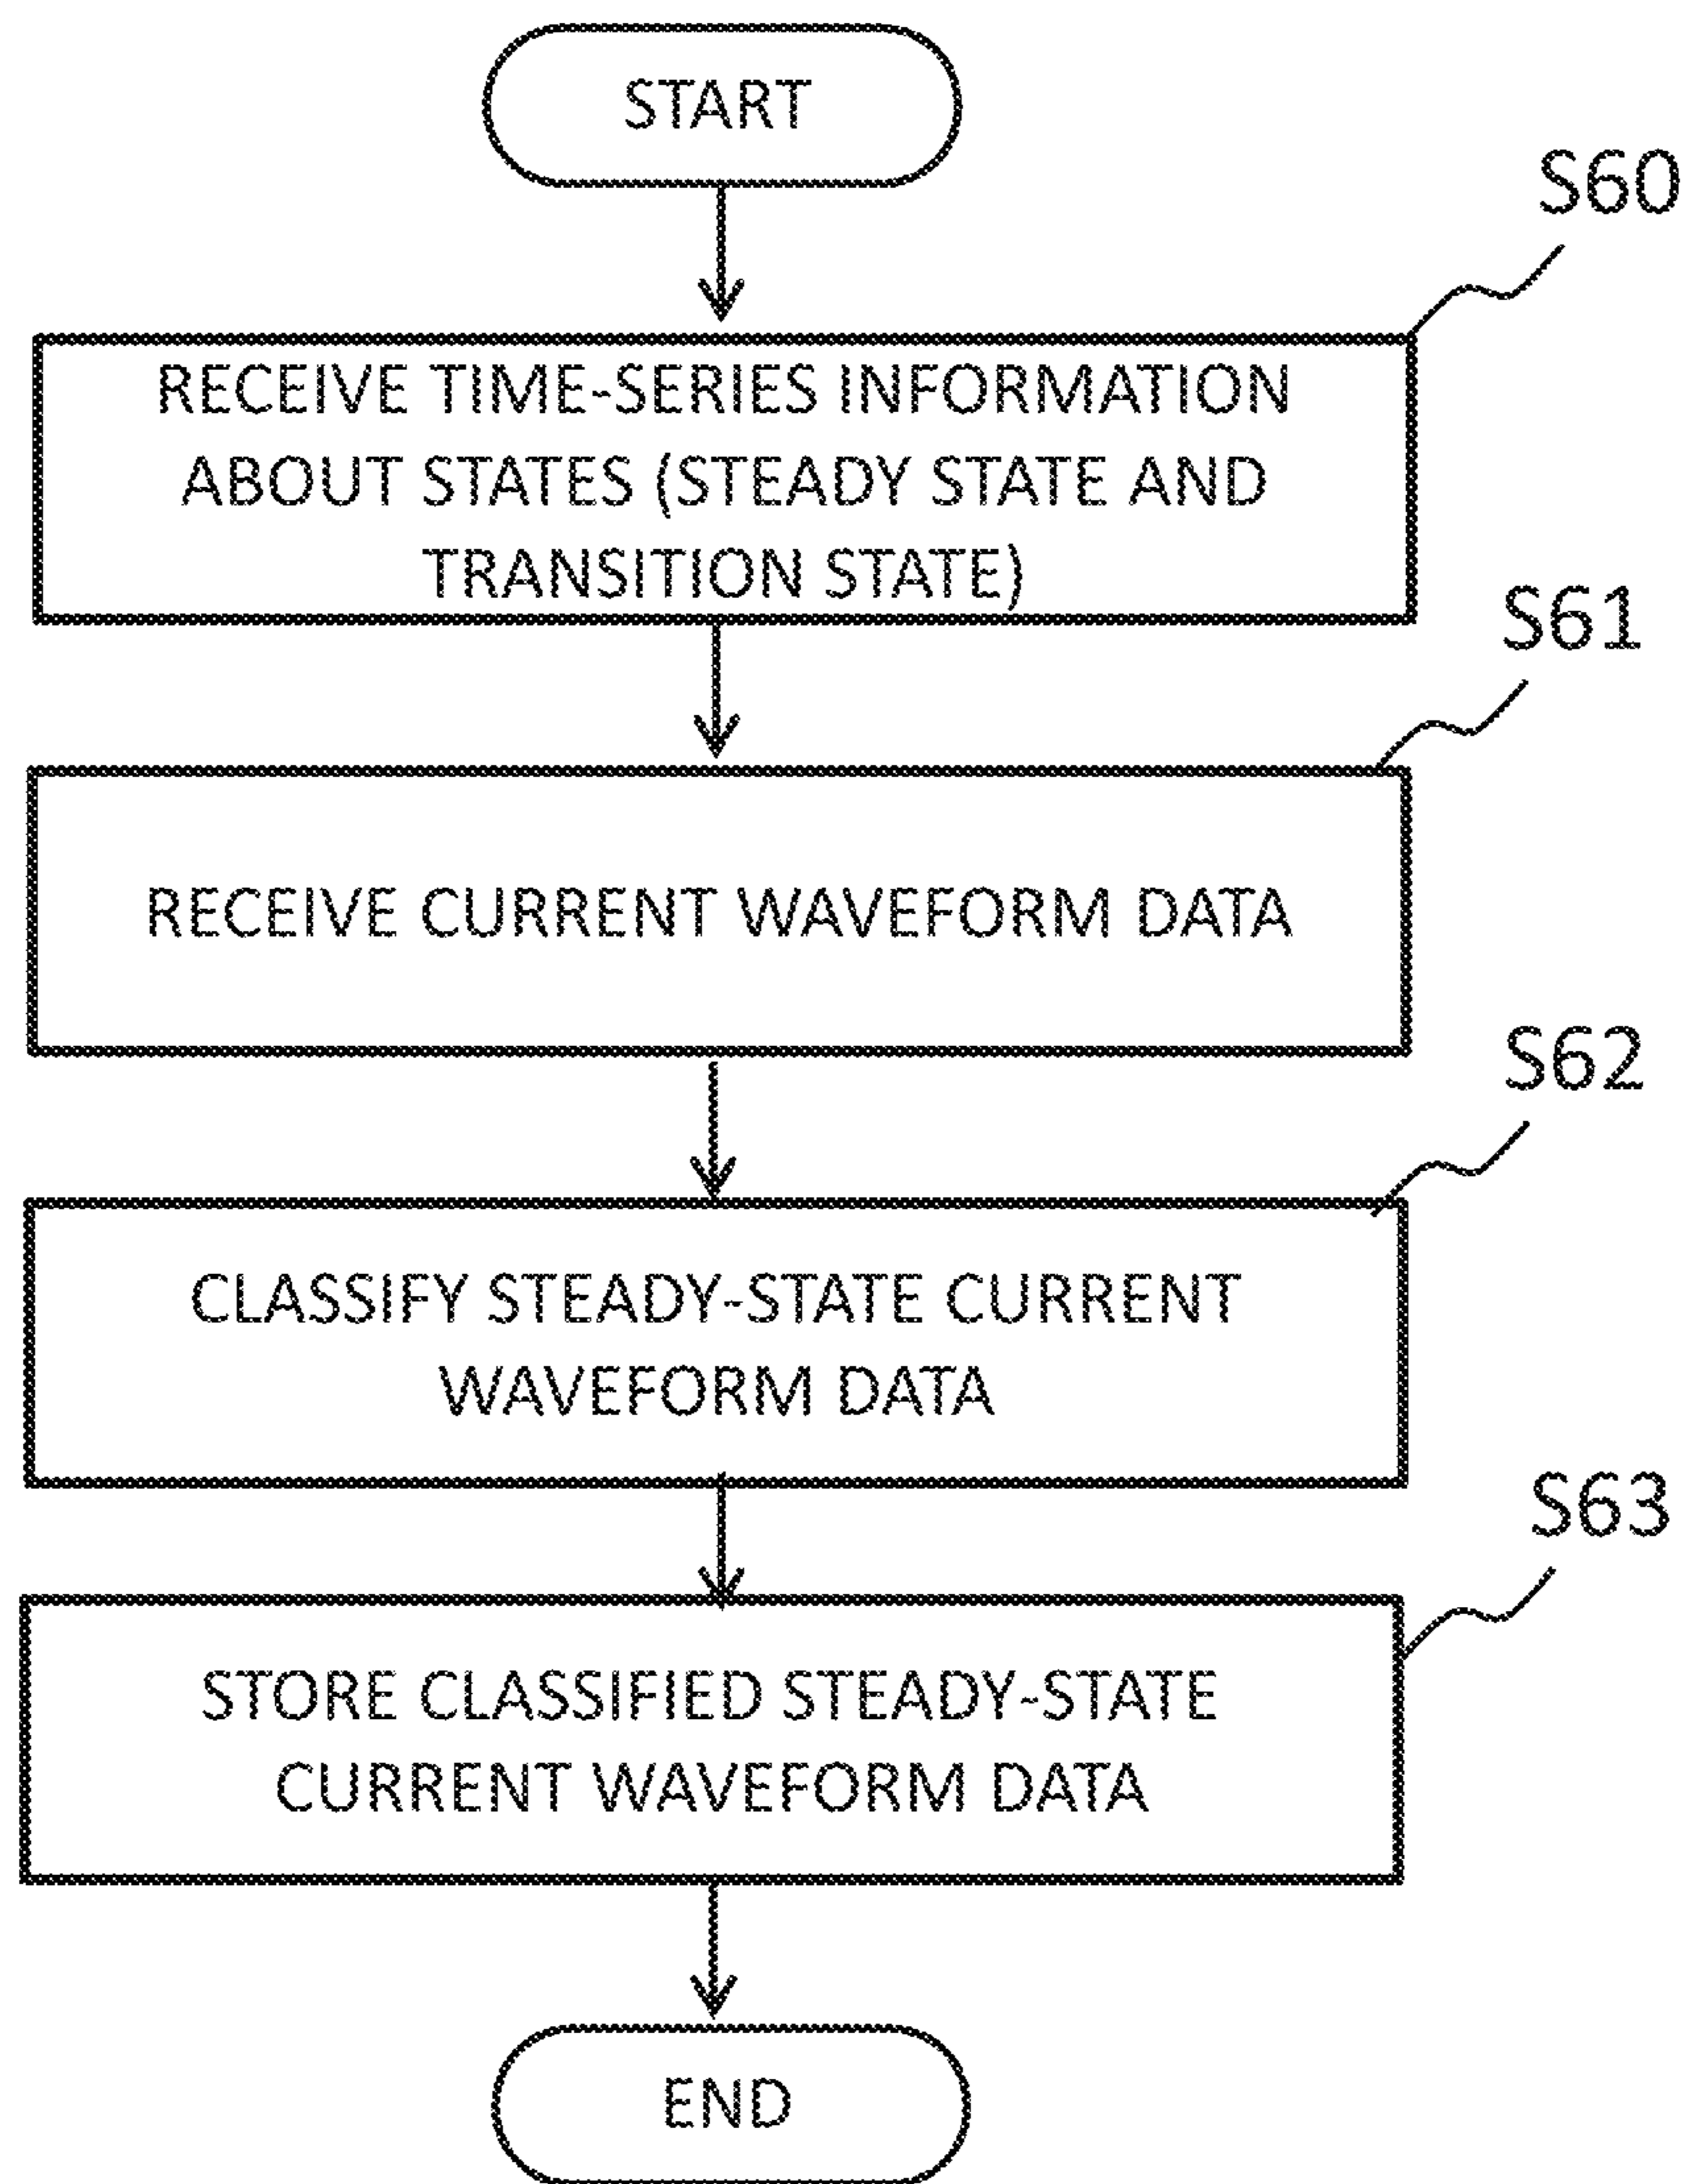 START
S60
RECEIVE TIME-SERIES INFORMATION
ABOUT STATES (STEADY STATE AND
TRANSITION STATE)
S61
RECEIVE CURRENT WAVEFORM DATA
S62
CLASSIFY STEADY-STATE CURRENT
WAVEFORM DATA
S63
STORE CLASSIFIED STEADY-STATE
CURRENT WAVEFORM DATA
END